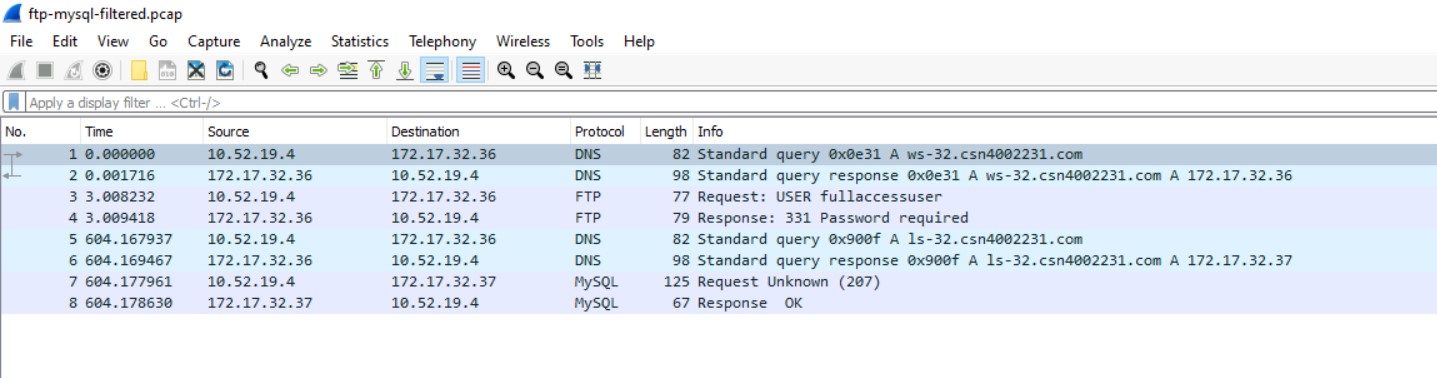 ftp-mysql-filtered.pcap
File Edit View Go Capture Analyze Statistics Telephony Wireless Tools Help
Apply a display filter ... <Ctrl-/>
No. Time Source Destination Protocol Length Info
1 0.000000 10.52.19.4 172.17.32.36 DNS 82 Standard query 0x0e31 A ws-32.csn4002231.com
2 0.001716 172.17.32.36 10.52.19.4 DNS 98 Standard query response 0x0e31 A ws-32.csn4002231.com A 172.17.32.36
3 3.008232 10.52.19.4 172.17.32.36 FTP 77 Request: USER fullaccessuser
4 3.009418 172.17.32.36 10.52.19.4 FTP 79 Response: 331 Password required
5 604.167937 10.52.19.4 172.17.32.36 DNS 82 Standard query 0x900f A ls-32.csn4002231.com
6 604.169467 172.17.32.36 10.52.19.4 DNS 98 Standard query response 0x900f A ls-32.csn4002231.com A 172.17.32.37
7 604.177961 10.52.19.4 172.17.32.37 MySQL 125 Request Unknown (207)
8 604.178630 172.17.32.37 10.52.19.4 MySQL 67 Response OK